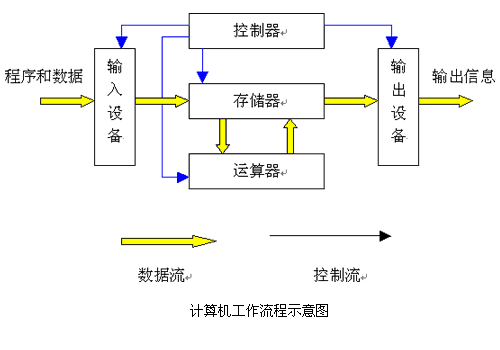 控制器
程序和数据
输入设备
存储器
输出设备
输出信息
运算器
数据流
控制流
计算机工作流程示意图